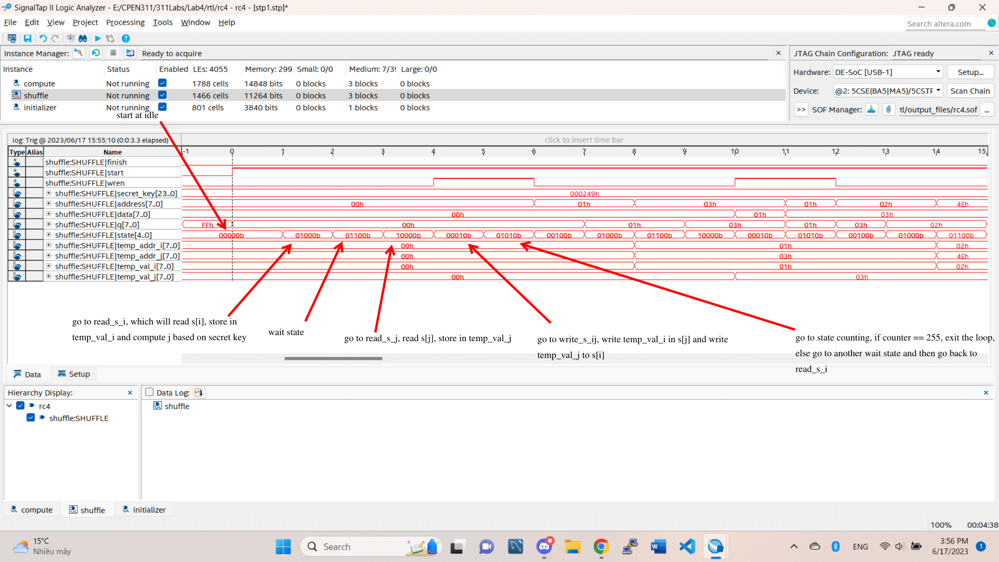 SignalTap II Logic Analyzer - E:/CPEN311/311Labs/Lab4/rtl/rc4 - rc4 - [stp1.stp]*
File Edit View Project Processing Tools Window Help
Search altera.com
Instance Manager: Ready to acquire
JTAG Chain Configuration: JTAG ready
Instance Status Enabled LEs: 4055 Memory: 299 Small: 0/0 Medium: 7/39 Large: 0/0
compute Not running 1788 cells 14848 bits 0 blocks 3 blocks 0 blocks
shuffle Not running 1466 cells 11264 bits 0 blocks 3 blocks 0 blocks
initializer Not running 801 cells 3840 bits 0 blocks 1 blocks 0 blocks
Hardware: DE-SoC [USB-1] Setup...
Device: @2: 5CSE(BA5|MA5)/5CSTF Scan Chain
>> SOF Manager: tl/output_files/rc4.sof ...
start at idle
log: Trig @ 2023/06/17 15:55:10 (0:0:3.3 elapsed) click to insert time bar
Type Alias Name -1 0 1 2 3 4 5 6 7 8 9 10 11 12 13 14 15
shuffle:SHUFFLE|finish
shuffle:SHUFFLE|start
shuffle:SHUFFLE|wren
shuffle:SHUFFLE|secret_key[23..0] 000249h
shuffle:SHUFFLE|address[7..0] 00h 01h 03h 01h 02h 4Eh
shuffle:SHUFFLE|data[7..0] 00h 01h 03h
shuffle:SHUFFLE|q[7..0] FFh 00h 01h 03h 01h 03h 02h
shuffle:SHUFFLE|state[4..0] 00000b 01000b 01100b 10000b 00010b 01010b 00100b 01000b 01100b 10000b 00010b 01010b 00100b 01000b 01100b
shuffle:SHUFFLE|temp_addr_i[7..0] 00h 01h 02h
shuffle:SHUFFLE|temp_addr_j[7..0] 00h 03h 4Eh
shuffle:SHUFFLE|temp_val_i[7..0] 00h 01h 02h
shuffle:SHUFFLE|temp_val_j[7..0] 00h 03h
go to read_s_i, which will read s[i], store in
temp_val_i and compute j based on secret key
wait state
go to read_s_j, read s[j], store in temp_val_j
go to write_s_ij, write temp_val_i in s[j] and write
temp_val_j to s[i]
go to state counting, if counter == 255, exit the loop,
else go to another wait state and then go back to
read_s_i
Data Setup
Hierarchy Display:
rc4
shuffle:SHUFFLE
Data Log:
shuffle
compute shuffle initializer
100% 00:04:38
15°C
Nhiều mây
Search
ENG
3:56 PM
6/17/2023
1